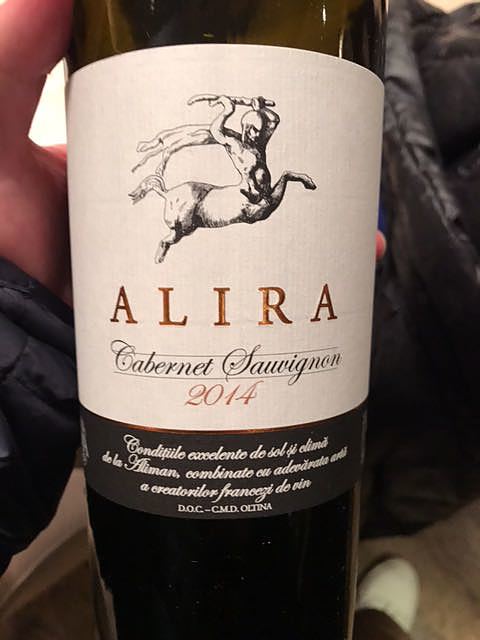 ALIRA
Cabernet Sauvignon
2014
Condițiile excelente de sol și climă
de la Aliman, combinate cu adevărata artă
a creatorilor francezi de vin
D.O.C. – C.M.D. OLTINA